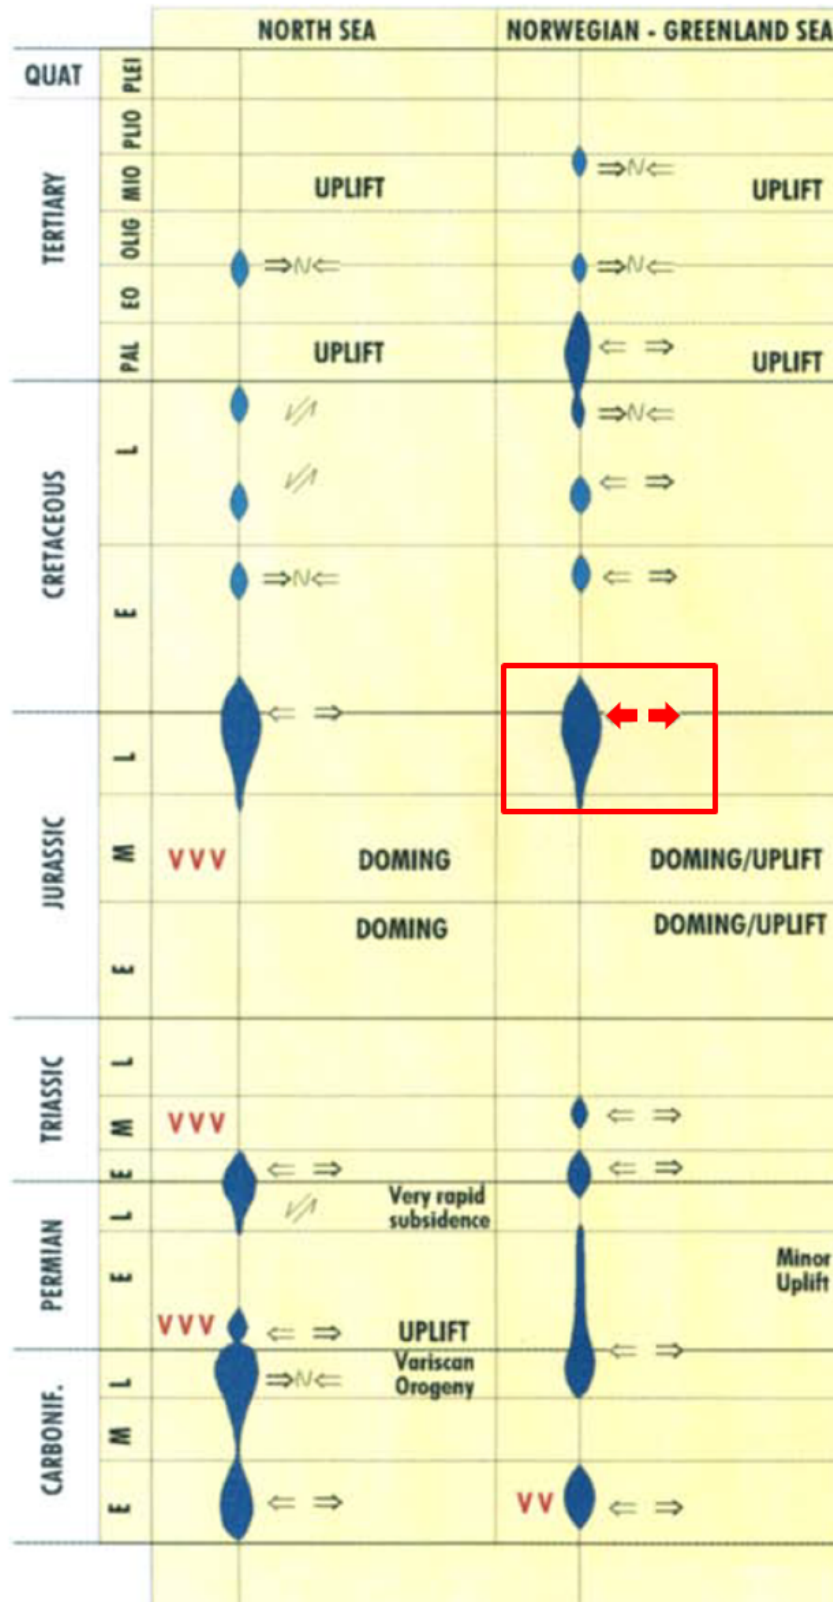 NORTH SEA NORWEGIAN - GREENLAND SEA
QUAT PLEI
TERTIARY
PLIO
MIO UPLIFT UPLIFT
OLIG
N N N
EO
PAL UPLIFT UPLIFT
CRETACEOUS
L
N
E
N
JURASSIC
L
M VVV DOMING DOMING/UPLIFT
E DOMING DOMING/UPLIFT
TRIASSIC
L
M VVV
E
PERMIAN
L Very rapid
subsidence
E Minor
Uplift
VVV UPLIFT
CARBONIF.
L N Variscan
Orogeny
M
E VV